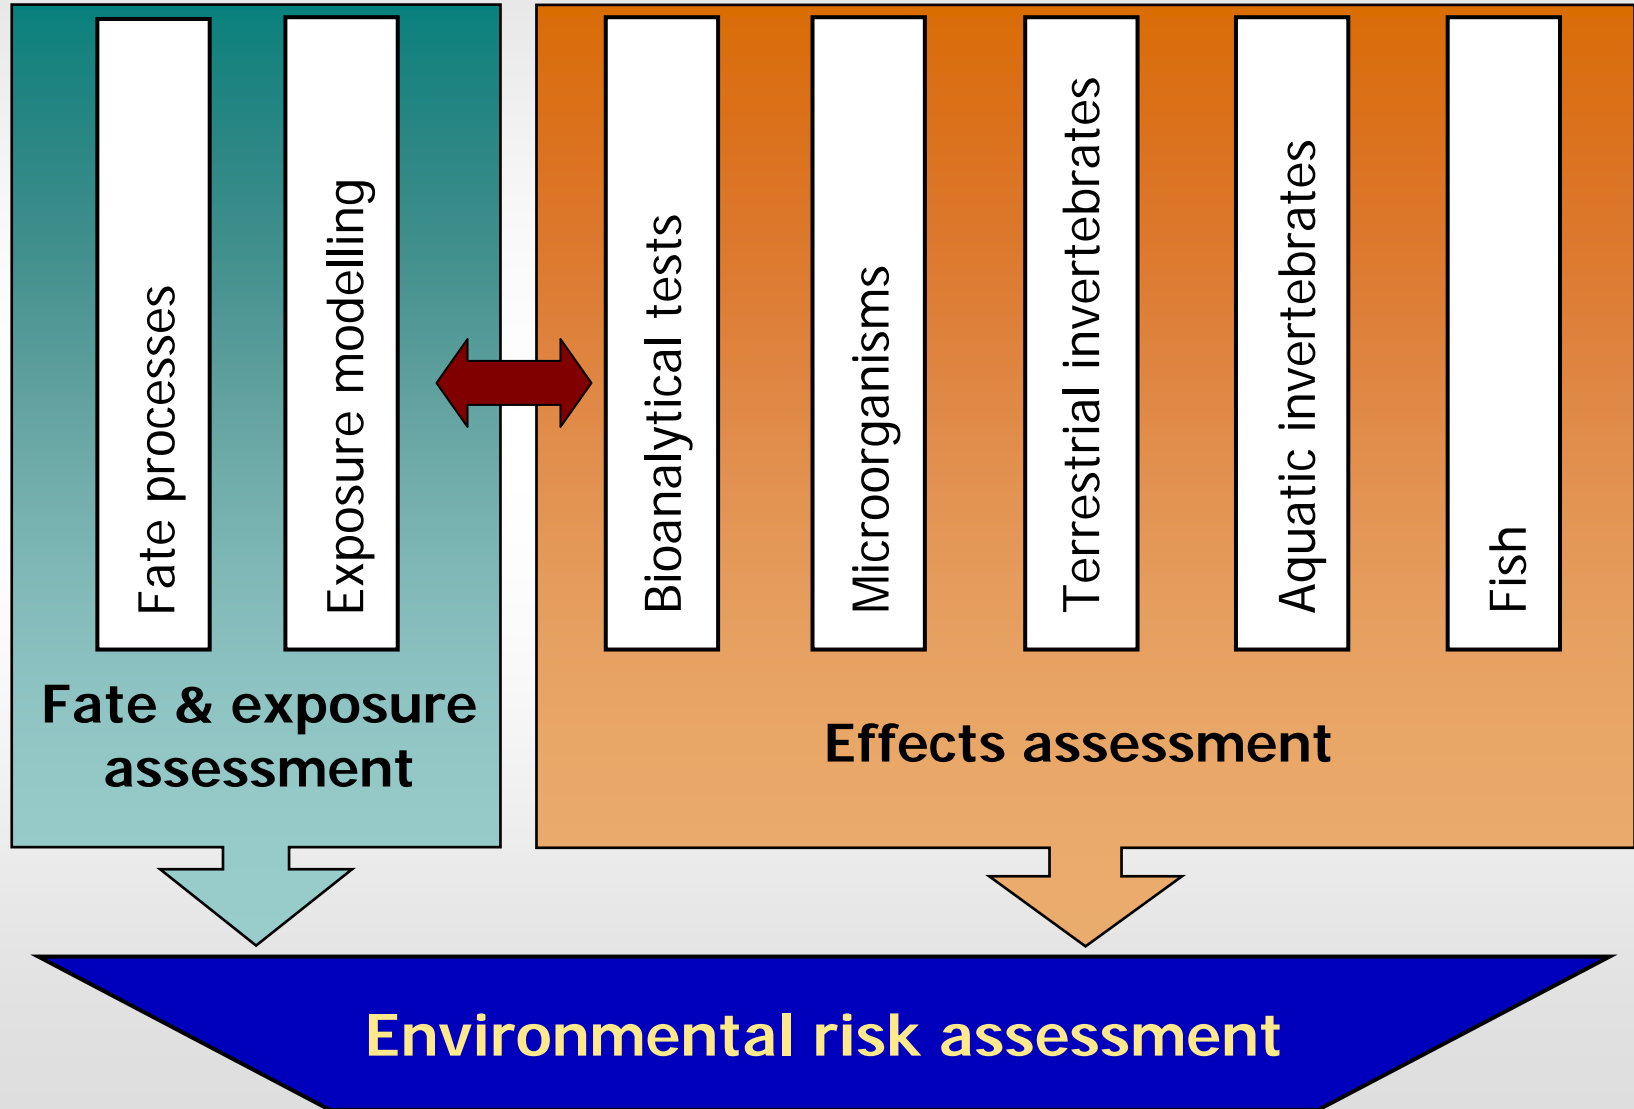 Fate processes
Exposure modelling
Bioanalytical tests
Microorganisms
Terrestrial invertebrates
Aquatic invertebrates
Fish
Fate & exposure
assessment
Effects assessment
Environmental risk assessment